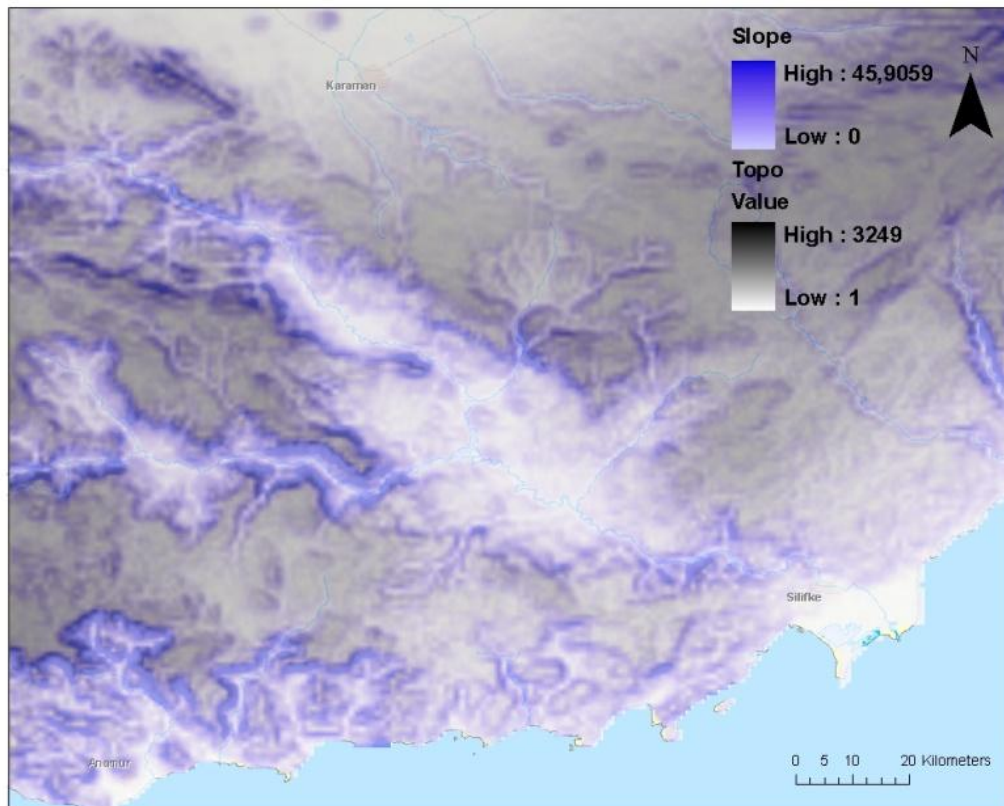 Slope
High : 45,9059
Low : 0
Topo
Value
High : 3249
Low : 1
N
Karaman
Silifke
Anamur
0 5 10 20 Kilometers